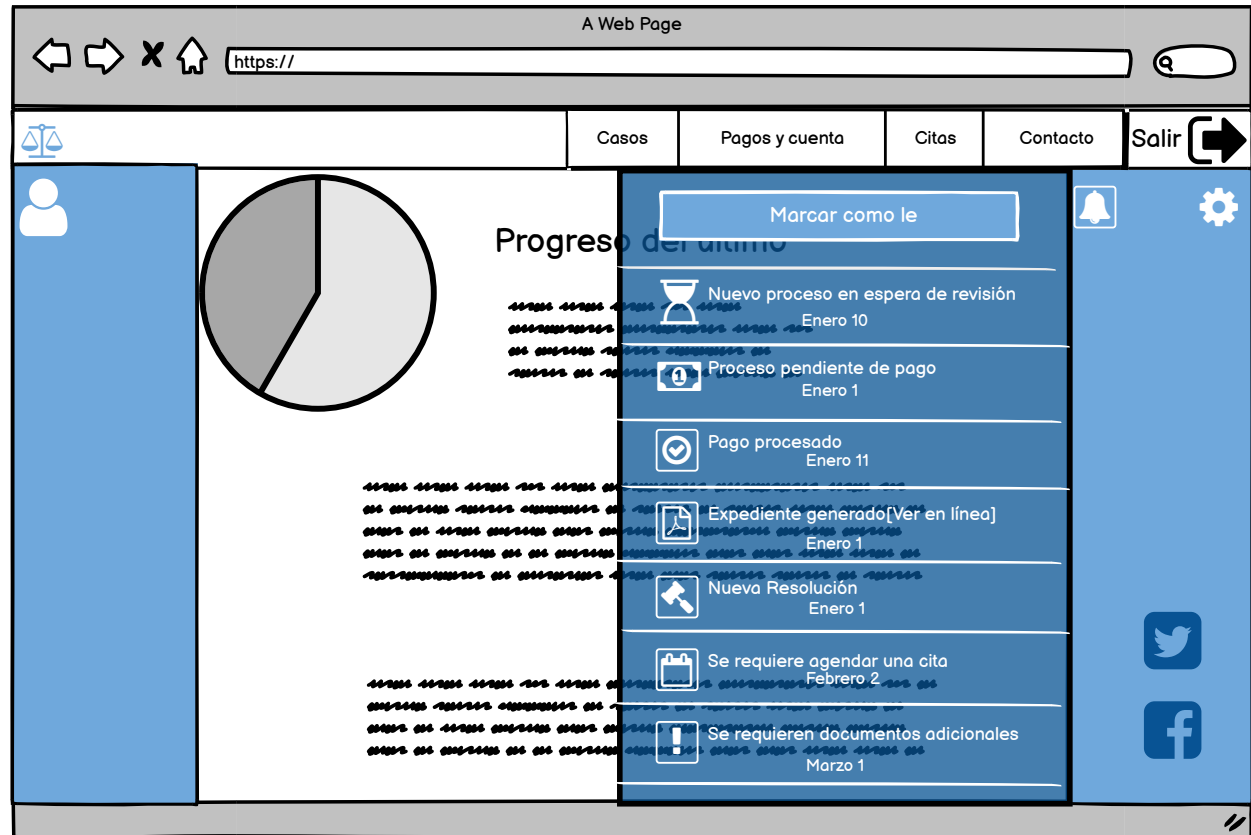 A Web Page
https://
Casos
Pagos y cuenta
Citas
Contacto
Salir
Marcar como le
Progreso del último
Nuevo proceso en espera de revisión
Enero 10
1
Proceso pendiente de pago
Enero 1
Pago procesado
Enero 11
Expediente generado[Ver en línea]
Enero 1
Nueva Resolución
Enero 1
Se requiere agendar una cita
Febrero 2
Se requieren documentos adicionales
Marzo 1